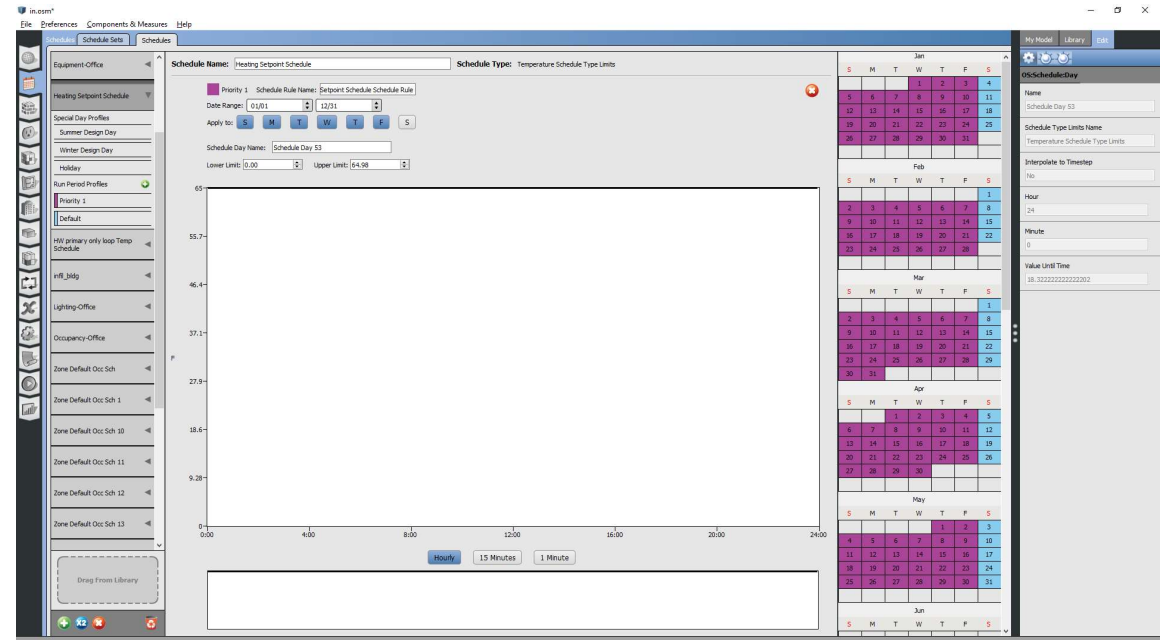 in.osm*
File Preferences Components & Measures Help
Schedules Schedule Sets Schedules
My Model Library Edit
Equipment-Office
Heating Setpoint Schedule
Special Day Profiles
Summer Design Day
Winter Design Day
Holiday
Run Period Profiles
Priority 1
Default
HW primary only loop Temp
Schedule
infil_bldg
Lighting-Office
Occupancy-Office
Zone Default Occ Sch
Zone Default Occ Sch 1
Zone Default Occ Sch 10
Zone Default Occ Sch 11
Zone Default Occ Sch 12
Zone Default Occ Sch 13
Drag From Library
X2
Schedule Name: Heating Setpoint Schedule Schedule Type: Temperature Schedule Type Limits
Priority 1 Schedule Rule Name: Setpoint Schedule Schedule Rule
Date Range: 01/01 12/31
Apply to: S M T W T F S
Schedule Day Name: Schedule Day 53
Lower Limit: 0.00 Upper Limit: 64.98
65
55.7
46.4
37.1
F
27.9
18.6
9.28
0
0:00 4:00 8:00 12:00 16:00 20:00 24:00
Hourly 15 Minutes 1 Minute
Jan
S M T W T F S
1 2 3 4
5 6 7 8 9 10 11
12 13 14 15 16 17 18
19 20 21 22 23 24 25
26 27 28 29 30 31
Feb
S M T W T F S
1
2 3 4 5 6 7 8
9 10 11 12 13 14 15
16 17 18 19 20 21 22
23 24 25 26 27 28
Mar
S M T W T F S
1
2 3 4 5 6 7 8
9 10 11 12 13 14 15
16 17 18 19 20 21 22
23 24 25 26 27 28 29
30 31
Apr
S M T W T F S
1 2 3 4 5
6 7 8 9 10 11 12
13 14 15 16 17 18 19
20 21 22 23 24 25 26
27 28 29 30
May
S M T W T F S
1 2 3
4 5 6 7 8 9 10
11 12 13 14 15 16 17
18 19 20 21 22 23 24
25 26 27 28 29 30 31
Jun
S M T W T F S
OS:Schedule:Day
Name
Schedule Day 53
Schedule Type Limits Name
Temperature Schedule Type Limits
Interpolate to Timestep
No
Hour
24
Minute
0
Value Until Time
18.322222222222202